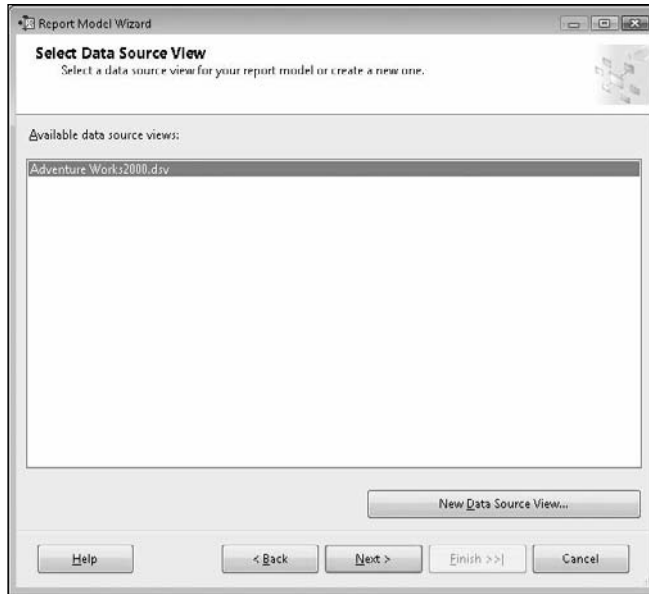 Report Model Wizard
Select Data Source View
Select a data source view for your report model or create a new one.
Available data source views:
Adventure Works2000.dsv
New Data Source View...
Help
< Back
Next >
Finish >>|
Cancel